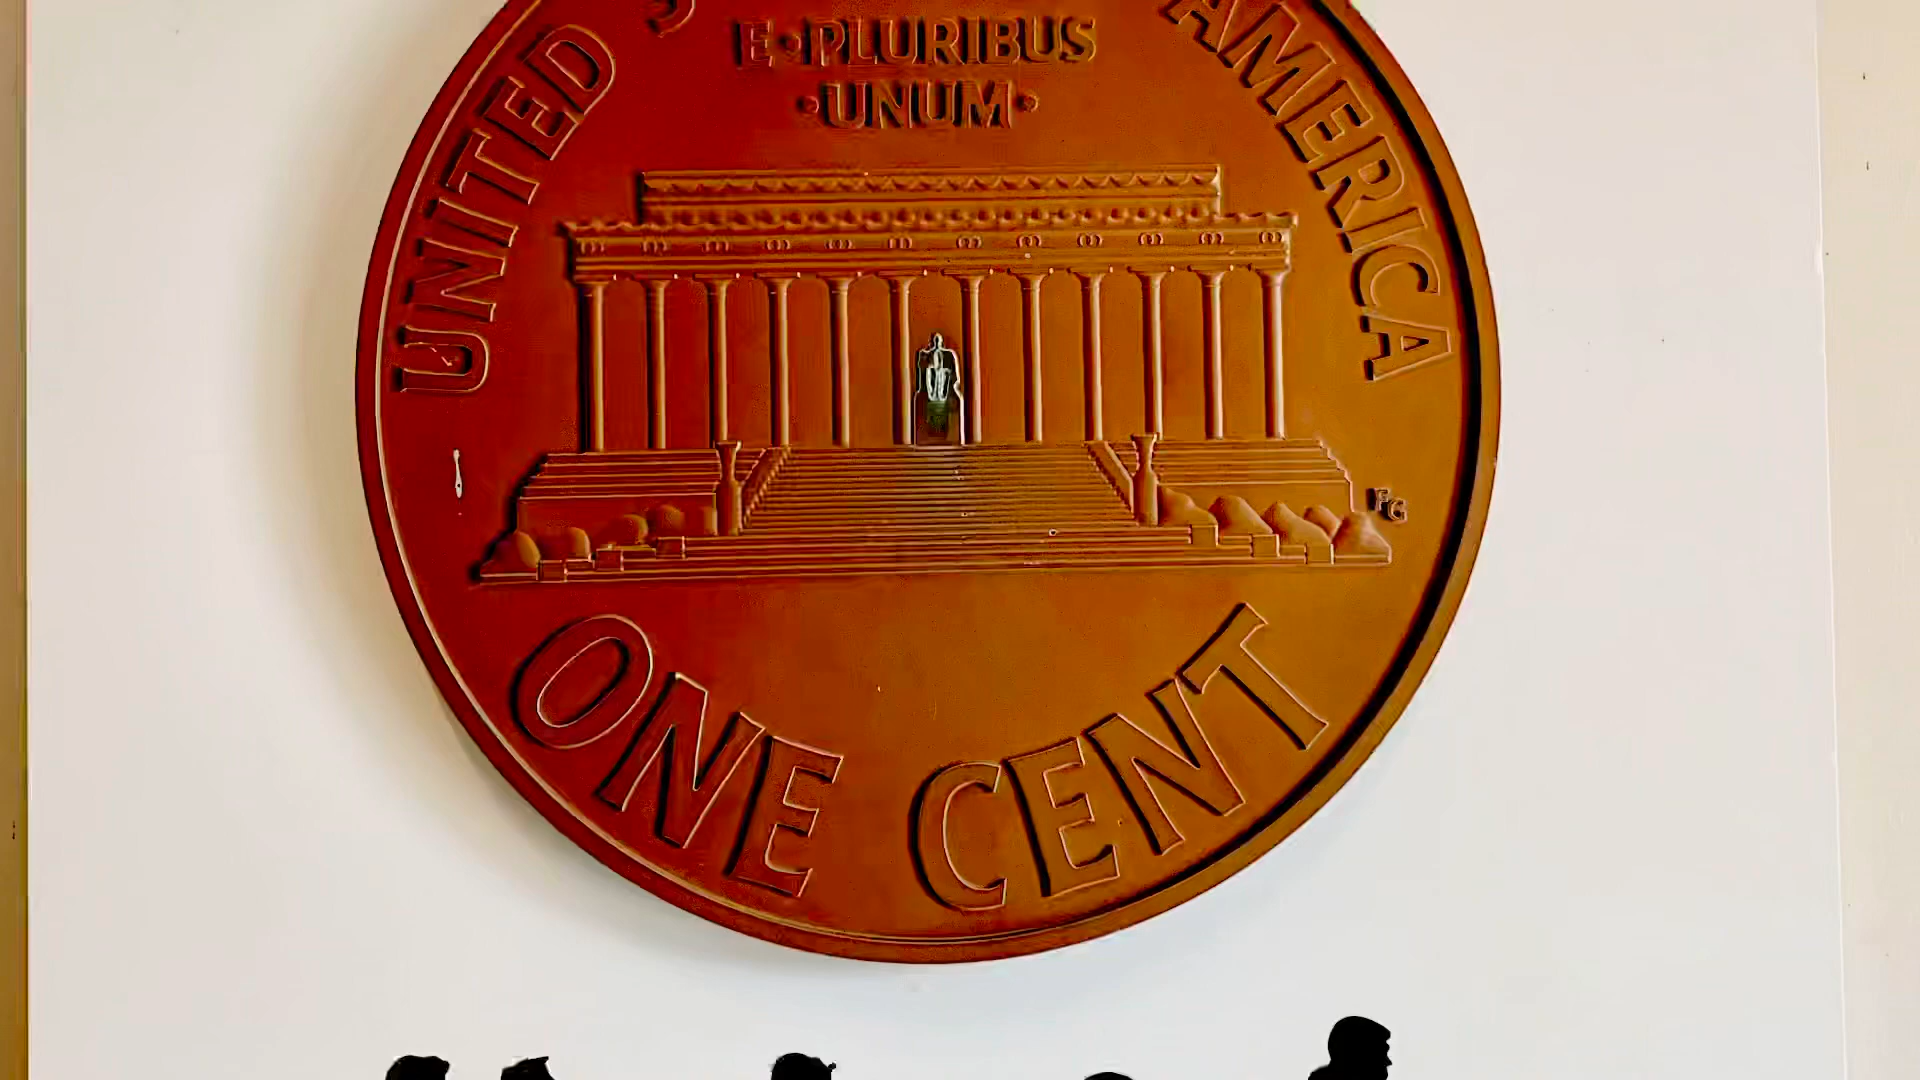 UNITED S
AMERICA
E·PLURIBUS
·UNUM·
FG
ONE CENT